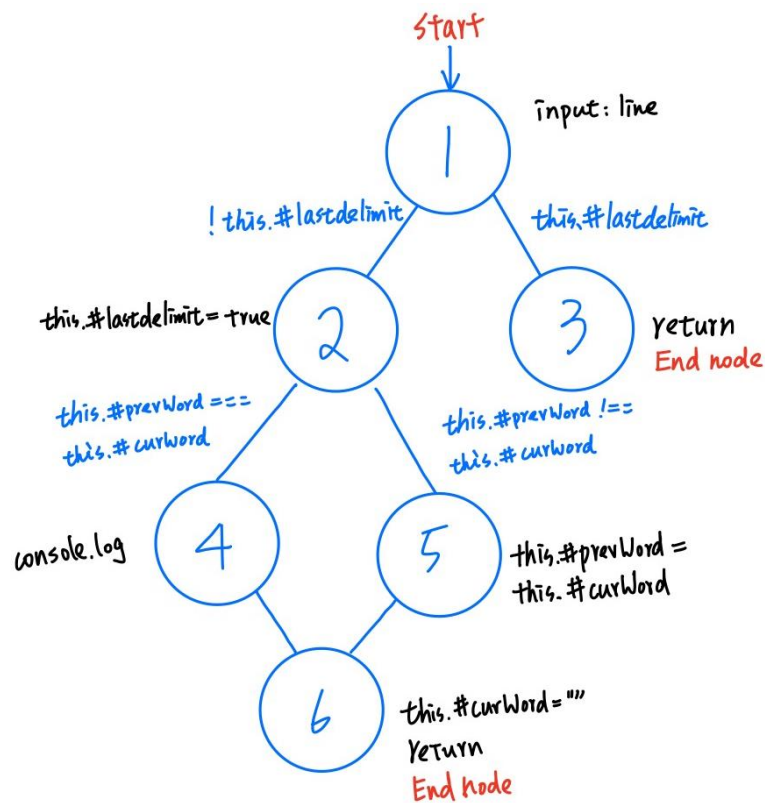 start
1
input: line
! this.#lastdelimit
this.#lastdelimit
this.#lastdelimit = true
2
3
return
End node
this.#prevWord ===
this.#curWord
this.#prevWord !==
this.#curWord
console.log
4
5
this.#prevWord =
this.#curWord
6
this.#curWord = ""
return
End node